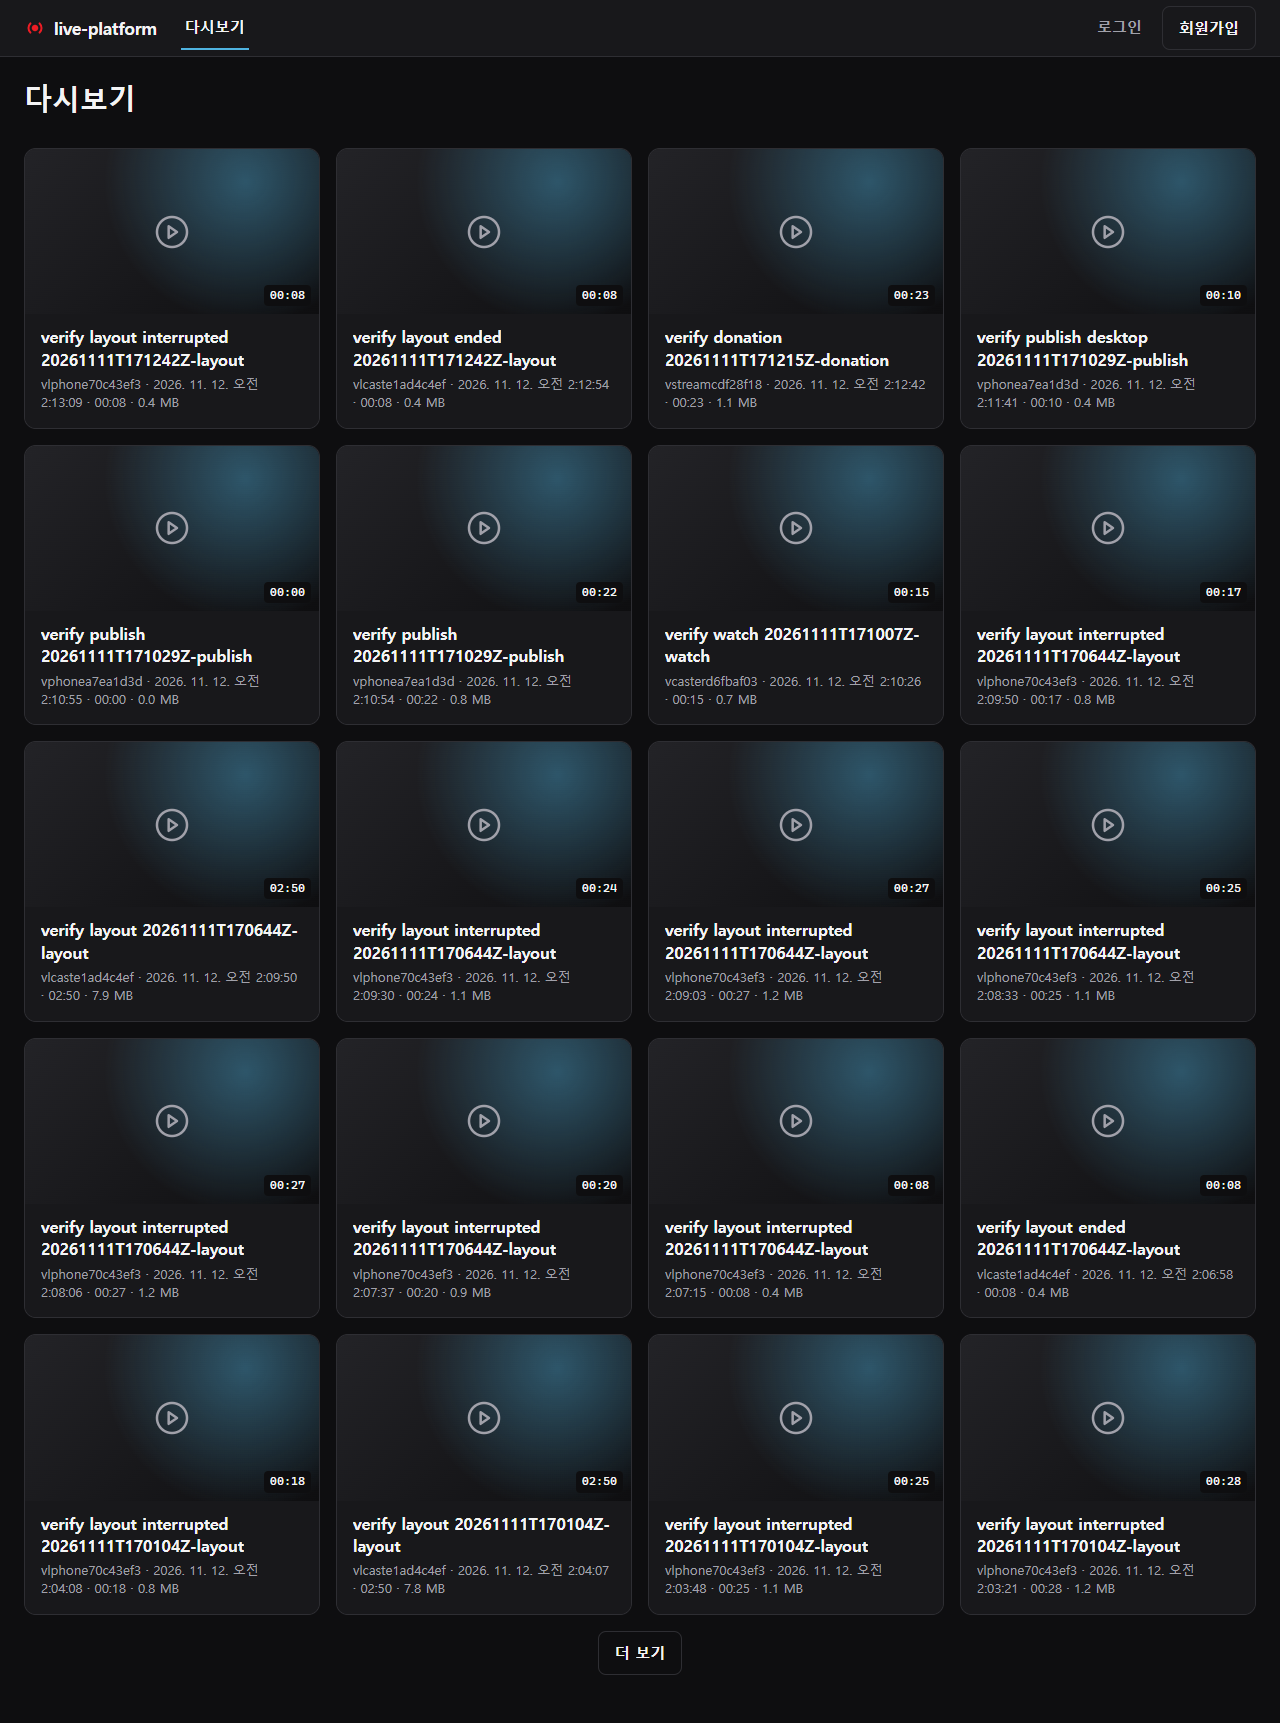 live-platform
다시보기
로그인
회원가입
다시보기
00:08
00:08
00:23
00:10
verify layout interrupted
20261111T171242Z-layout
vlphone70c43ef3 · 2026. 11. 12. 오전
2:13:09 · 00:08 · 0.4 MB
verify layout ended
20261111T171242Z-layout
vlcaste1ad4c4ef · 2026. 11. 12. 오전 2:12:54
· 00:08 · 0.4 MB
verify donation
20261111T171215Z-donation
vstreamcdf28f18 · 2026. 11. 12. 오전 2:12:42
· 00:23 · 1.1 MB
verify publish desktop
20261111T171029Z-publish
vphonea7ea1d3d · 2026. 11. 12. 오전
2:11:41 · 00:10 · 0.4 MB
00:00
00:22
00:15
00:17
verify publish
20261111T171029Z-publish
vphonea7ea1d3d · 2026. 11. 12. 오전
2:10:55 · 00:00 · 0.0 MB
verify publish
20261111T171029Z-publish
vphonea7ea1d3d · 2026. 11. 12. 오전
2:10:54 · 00:22 · 0.8 MB
verify watch 20261111T171007Z-
watch
vcasterd6fbaf03 · 2026. 11. 12. 오전 2:10:26
· 00:15 · 0.7 MB
verify layout interrupted
20261111T170644Z-layout
vlphone70c43ef3 · 2026. 11. 12. 오전
2:09:50 · 00:17 · 0.8 MB
02:50
00:24
00:27
00:25
verify layout 20261111T170644Z-
layout
vlcaste1ad4c4ef · 2026. 11. 12. 오전 2:09:50
· 02:50 · 7.9 MB
verify layout interrupted
20261111T170644Z-layout
vlphone70c43ef3 · 2026. 11. 12. 오전
2:09:30 · 00:24 · 1.1 MB
verify layout interrupted
20261111T170644Z-layout
vlphone70c43ef3 · 2026. 11. 12. 오전
2:09:03 · 00:27 · 1.2 MB
verify layout interrupted
20261111T170644Z-layout
vlphone70c43ef3 · 2026. 11. 12. 오전
2:08:33 · 00:25 · 1.1 MB
00:27
00:20
00:08
00:08
verify layout interrupted
20261111T170644Z-layout
vlphone70c43ef3 · 2026. 11. 12. 오전
2:08:06 · 00:27 · 1.2 MB
verify layout interrupted
20261111T170644Z-layout
vlphone70c43ef3 · 2026. 11. 12. 오전
2:07:37 · 00:20 · 0.9 MB
verify layout interrupted
20261111T170644Z-layout
vlphone70c43ef3 · 2026. 11. 12. 오전
2:07:15 · 00:08 · 0.4 MB
verify layout ended
20261111T170644Z-layout
vlcaste1ad4c4ef · 2026. 11. 12. 오전 2:06:58
· 00:08 · 0.4 MB
00:18
02:50
00:25
00:28
verify layout interrupted
20261111T170104Z-layout
vlphone70c43ef3 · 2026. 11. 12. 오전
2:04:08 · 00:18 · 0.8 MB
verify layout 20261111T170104Z-
layout
vlcaste1ad4c4ef · 2026. 11. 12. 오전 2:04:07
· 02:50 · 7.8 MB
verify layout interrupted
20261111T170104Z-layout
vlphone70c43ef3 · 2026. 11. 12. 오전
2:03:48 · 00:25 · 1.1 MB
verify layout interrupted
20261111T170104Z-layout
vlphone70c43ef3 · 2026. 11. 12. 오전
2:03:21 · 00:28 · 1.2 MB
더 보기